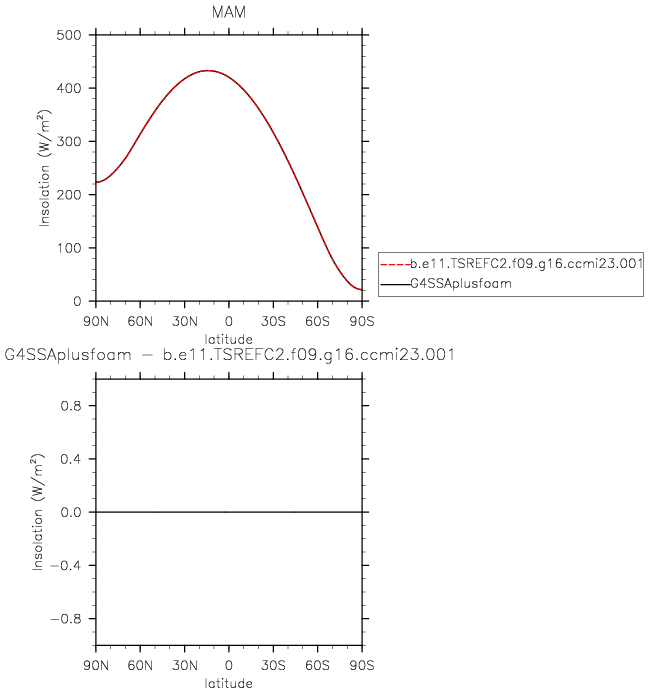 MAM
500
400
300
200
100
0
Insolation (W/m²)
90N 60N 30N 0 30S 60S 90S
latitude
b.e11.TSREFC2.f09.g16.ccmi23.001
G4SSAplusfoam
G4SSAplusfoam − b.e11.TSREFC2.f09.g16.ccmi23.001
0.8
0.4
0.0
−0.4
−0.8
Insolation (W/m²)
90N 60N 30N 0 30S 60S 90S
latitude